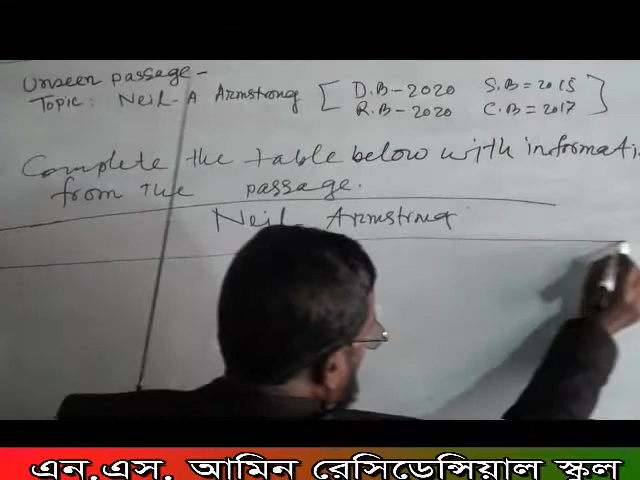 Unseen passage -
Topic: Neil-A Armstrong [ D.B-2020 S.B=2015
R.B-2020 C.B=2017 ]
Complete the table below with informati
from the passage.
Neil Armstrong
এন.এস. আমিন রেসিডেন্সিয়াল স্কুল